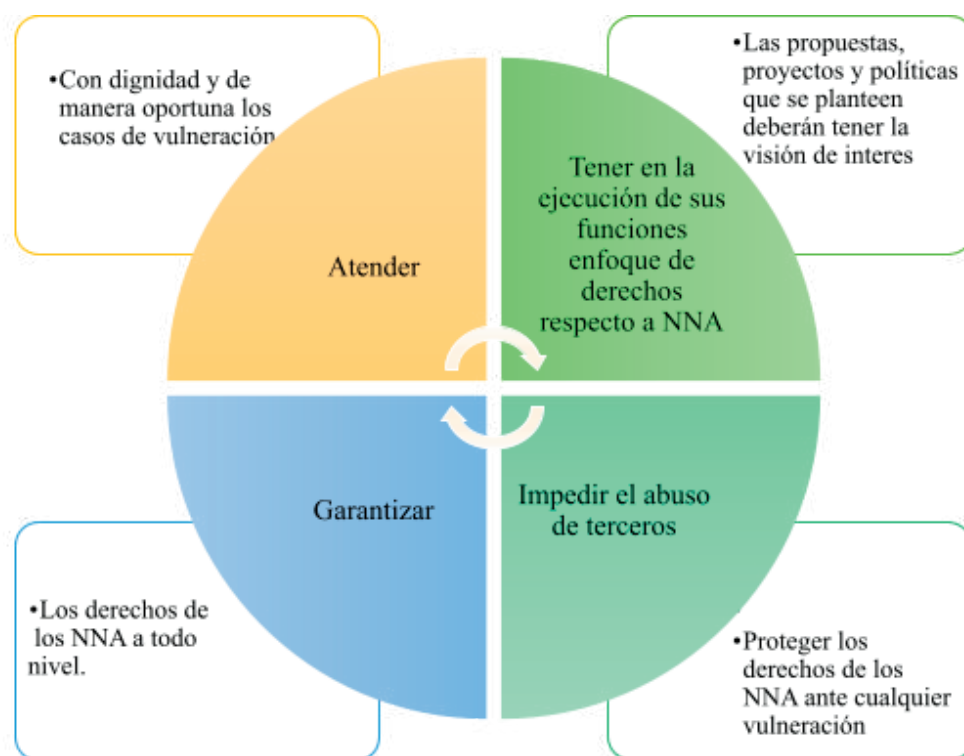 •Con dignidad y de
manera oportuna los
casos de vulneración
Atender
•Las propuestas,
proyectos y políticas
que se planteen
deberán tener la
visión de interes
Tener en la
ejecución de sus
funciones
enfoque de
derechos
respecto a NNA
Garantizar
•Los derechos de
los NNA a todo
nivel.
Impedir el abuso
de terceros
•Proteger los
derechos de los
NNA ante cualquier
vulneración